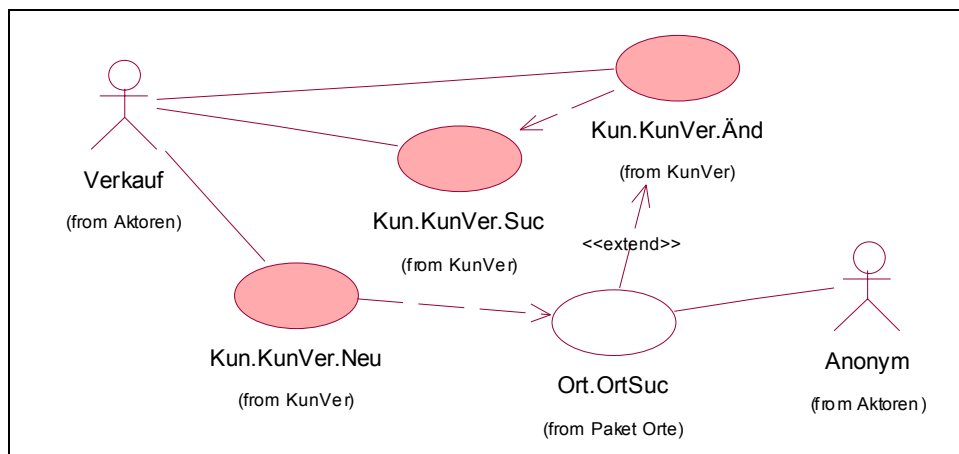 Kun.KunVer.Änd
(from KunVer)
Verkauf
(from Aktoren)
Kun.KunVer.Suc
(from KunVer)
<<extend>>
Kun.KunVer.Neu
(from KunVer)
Ort.OrtSuc
(from Paket Orte)
Anonym
(from Aktoren)